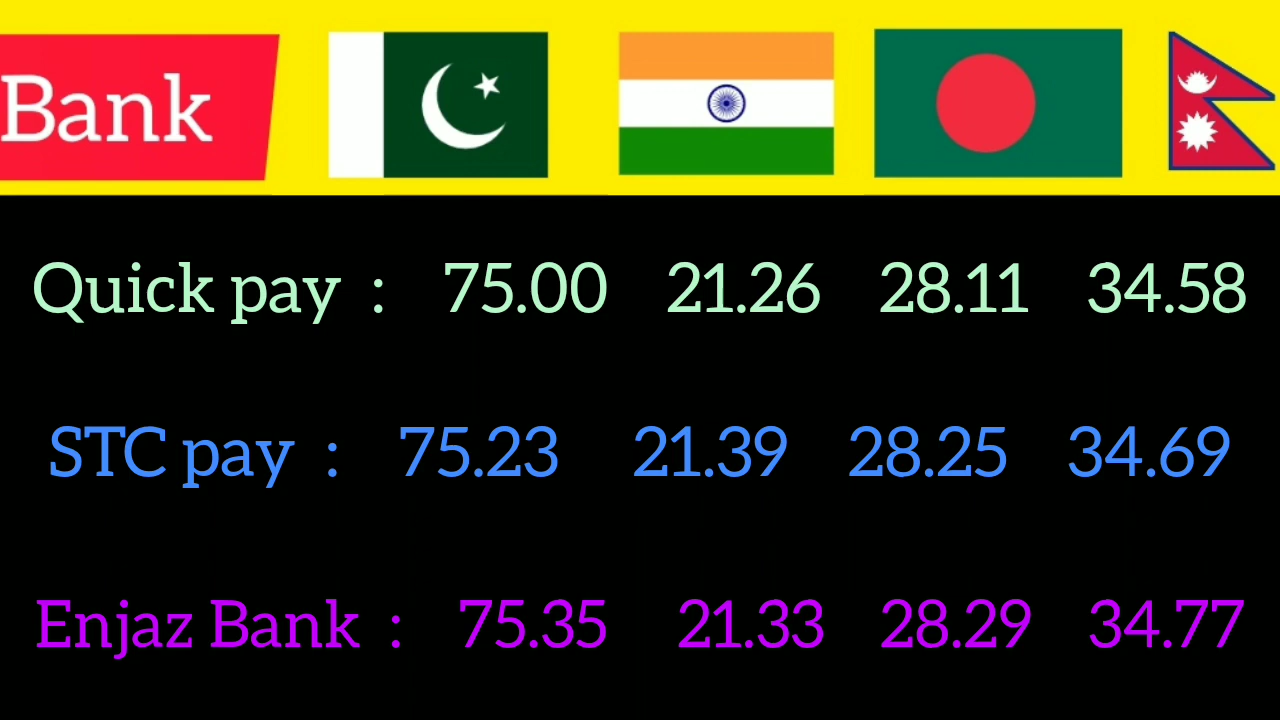 Bank
Quick pay : 75.00 21.26 28.11 34.58
STC pay : 75.23 21.39 28.25 34.69
Enjaz Bank : 75.35 21.33 28.29 34.77